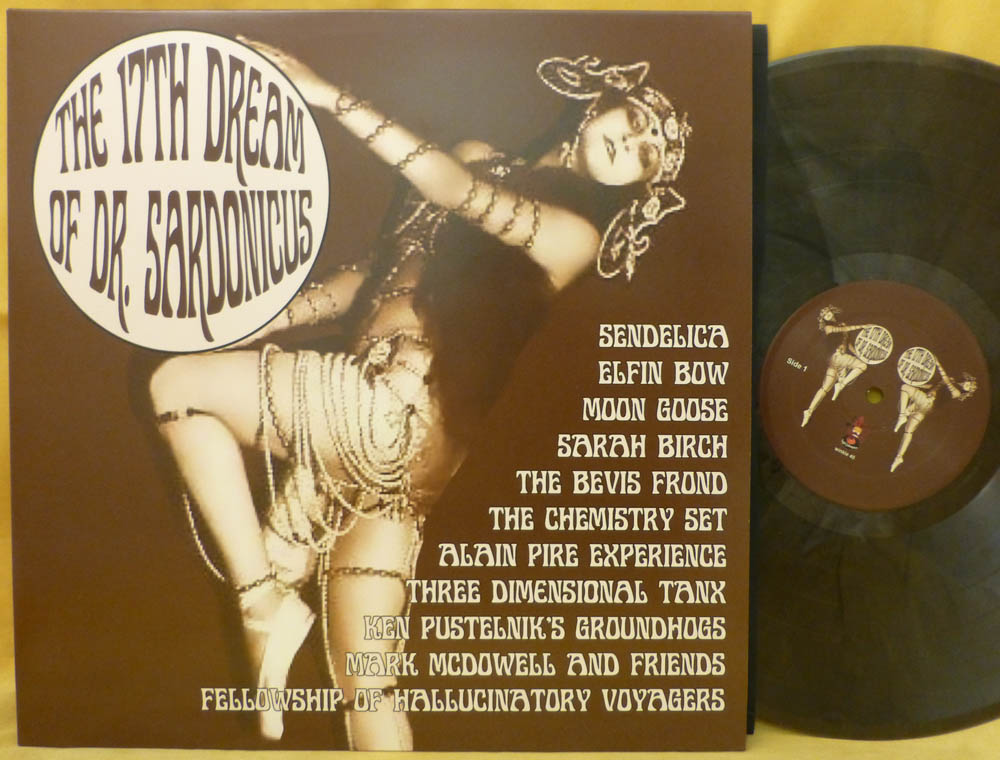 THE 17TH DREAM
OF DR. SARDONICUS
SENDELICA
ELFIN BOW
MOON GOOSE
SARAH BIRCH
THE BEVIS FROND
THE CHEMISTRY SET
ALAIN PIRE EXPERIENCE
THREE DIMENSIONAL TANX
KEN PUSTELNIK'S GROUNDHOGS
MARK MCDOWELL AND FRIENDS
FELLOWSHIP OF HALLUCINATORY VOYAGERS
Side 1